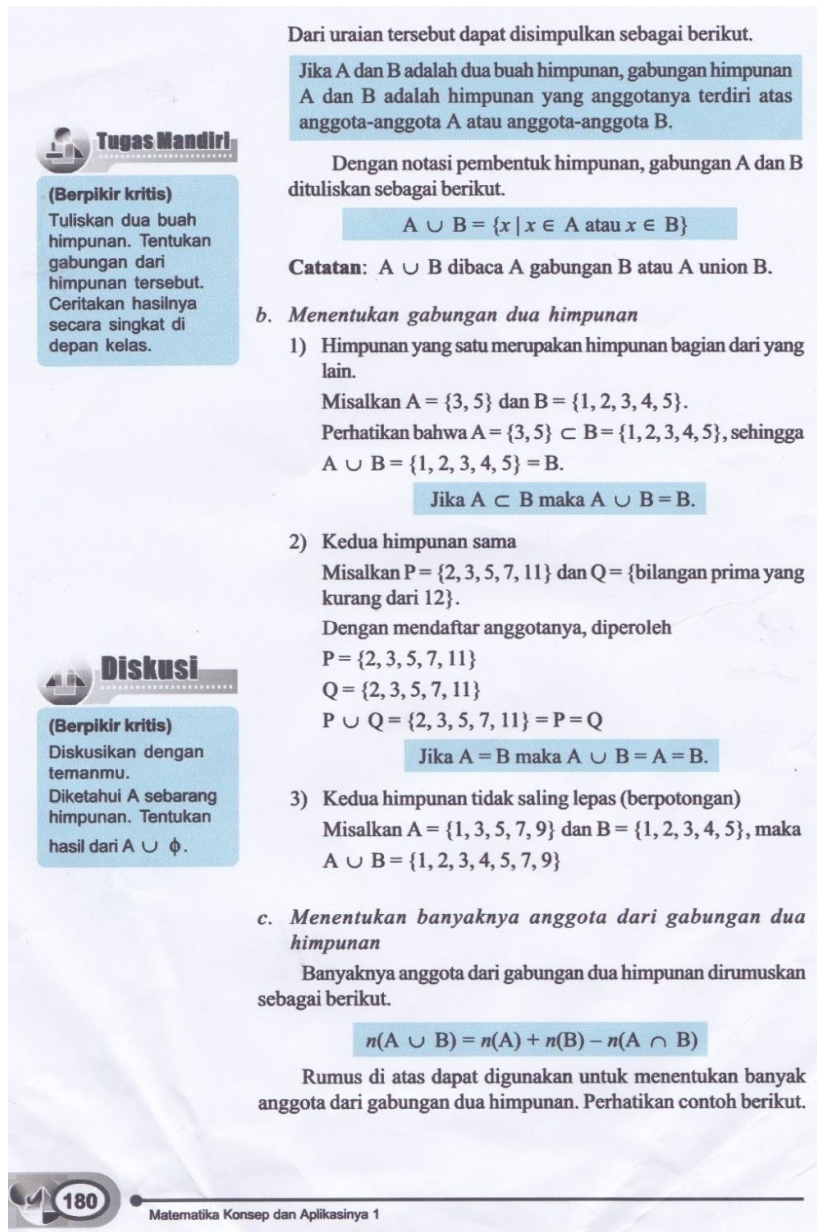 Dari uraian tersebut dapat disimpulkan sebagai berikut.
Jika A dan B adalah dua buah himpunan, gabungan himpunan
A dan B adalah himpunan yang anggotanya terdiri atas
anggota-anggota A atau anggota-anggota B.
Tugas Mandiri
(Berpikir kritis)
Tuliskan dua buah
himpunan. Tentukan
gabungan dari
himpunan tersebut.
Ceritakan hasilnya
secara singkat di
depan kelas.
Dengan notasi pembentuk himpunan, gabungan A dan B
dituliskan sebagai berikut.
A ∪ B = {x | x ∈ A atau x ∈ B}
Catatan: A ∪ B dibaca A gabungan B atau A union B.
b. Menentukan gabungan dua himpunan
1) Himpunan yang satu merupakan himpunan bagian dari yang
lain.
Misalkan A = {3, 5} dan B = {1, 2, 3, 4, 5}.
Perhatikan bahwa A = {3, 5} ⊂ B = {1, 2, 3, 4, 5}, sehingga
A ∪ B = {1, 2, 3, 4, 5} = B.
Jika A ⊂ B maka A ∪ B = B.
2) Kedua himpunan sama
Misalkan P = {2, 3, 5, 7, 11} dan Q = {bilangan prima yang
kurang dari 12}.
Dengan mendaftar anggotanya, diperoleh
P = {2, 3, 5, 7, 11}
Q = {2, 3, 5, 7, 11}
P ∪ Q = {2, 3, 5, 7, 11} = P = Q
Jika A = B maka A ∪ B = A = B.
Diskusi
(Berpikir kritis)
Diskusikan dengan
temanmu.
Diketahui A sebarang
himpunan. Tentukan
hasil dari A ∪ ϕ.
3) Kedua himpunan tidak saling lepas (berpotongan)
Misalkan A = {1, 3, 5, 7, 9} dan B = {1, 2, 3, 4, 5}, maka
A ∪ B = {1, 2, 3, 4, 5, 7, 9}
c. Menentukan banyaknya anggota dari gabungan dua
himpunan
Banyaknya anggota dari gabungan dua himpunan dirumuskan
sebagai berikut.
n(A ∪ B) = n(A) + n(B) – n(A ∩ B)
Rumus di atas dapat digunakan untuk menentukan banyak
anggota dari gabungan dua himpunan. Perhatikan contoh berikut.
180
Matematika Konsep dan Aplikasinya 1